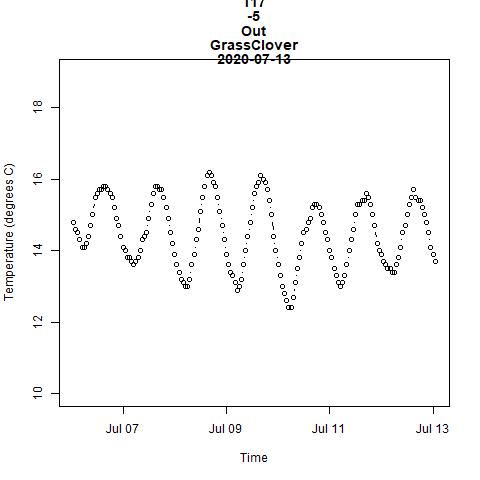 117
-5
Out
GrassClover
2020-07-13
Temperature (degrees C)
18
16
14
12
10
Jul 07
Jul 09
Jul 11
Jul 13
Time